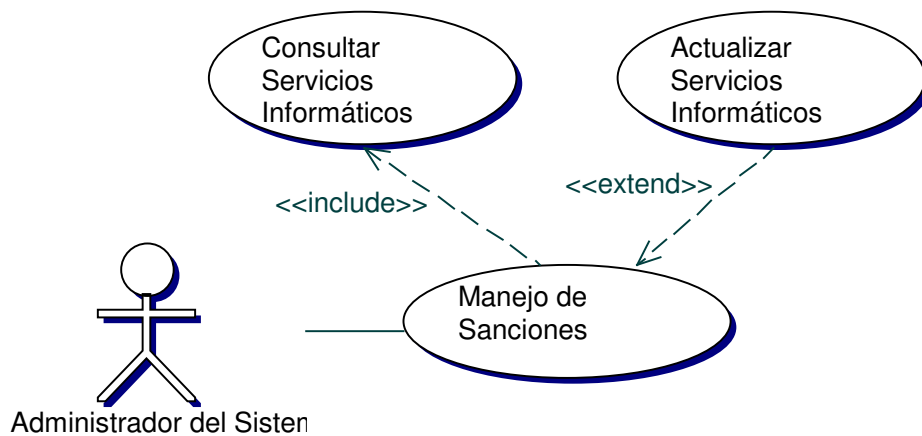 Consultar
Servicios
Informáticos
Actualizar
Servicios
Informáticos
<<include>>
<<extend>>
Manejo de
Sanciones
Administrador del Sisten